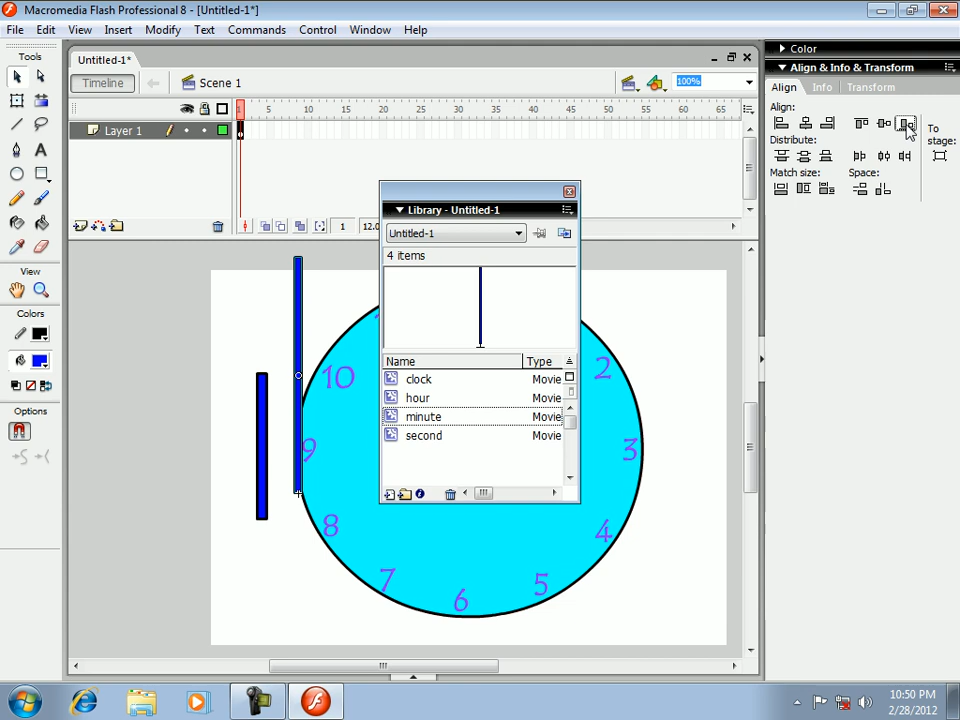 Macromedia Flash Professional 8 - [Untitled-1*]
File Edit View Insert Modify Text Commands Control Window Help
Tools
View
Colors
Options
Untitled-1*
Timeline Scene 1 100%
1 5 10 15 20 25 30 35 40 45 50 55 60 65
Layer 1
1 12.0
Color
Align & Info & Transform
Align Info Transform
Align:
To stage:
Distribute:
Match size: Space:
Library - Untitled-1
Untitled-1
4 items
Name Type
clock Movie
hour Movie
minute Movie
second Movie
10
2
9
3
8
4
7
5
6
10:50 PM
2/28/2012